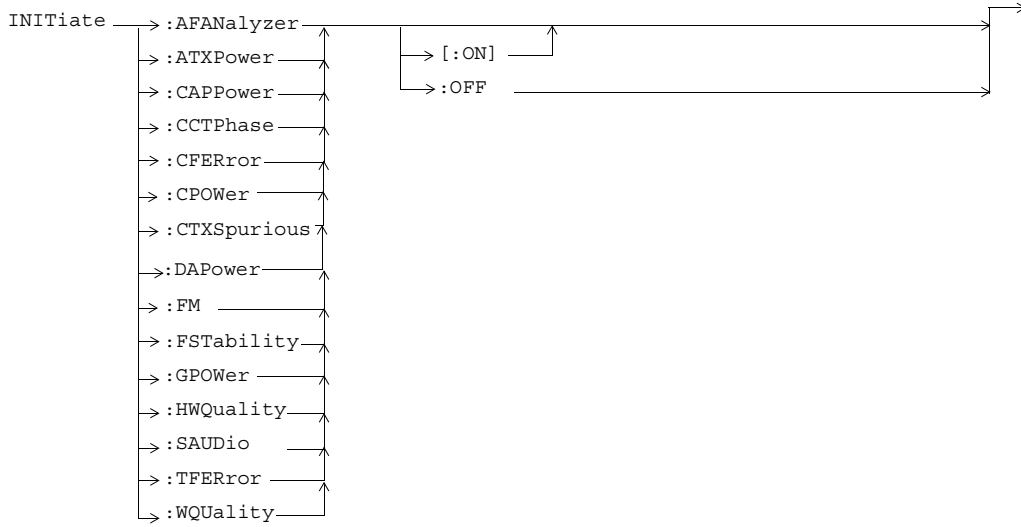 INITiate
:AFANalyzer
:ATXPower
[:ON]
:CAPPower
:OFF
:CCTPhase
:CFERror
:CPOWer
:CTXSpurious
:DAPower
:FM
:FSTability
:GPOWer
:HWQuality
:SAUDio
:TFERror
:WQUality